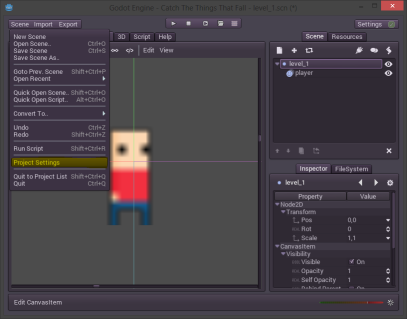 Godot Engine - Catch The Things That Fall - level_1.scn (*)
Scene Import Export
Settings
3D Script Help
Scene Resources
New Scene
Open Scene.. Ctrl+O
Save Scene Ctrl+S
Save Scene As..
Goto Prev. Scene Shift+Ctrl+P
Open Recent
Quick Open Scene.. Shift+Ctrl+O
Quick Open Script.. Alt+Ctrl+O
Convert To..
Undo Ctrl+Z
Redo Shift+Ctrl+Z
Run Script Shift+Ctrl+R
Project Settings
Quit to Project List Shift+Ctrl+Q
Quit Ctrl+Q
Edit View
level_1
player
Inspector FileSystem
level_1
Property Value
Node2D
Transform
Pos 0,0
Rot 0
Scale 1,1
CanvasItem
Visibility
Visible On
Opacity 1
Self Opacity 1
Behind Parent On
Edit CanvasItem